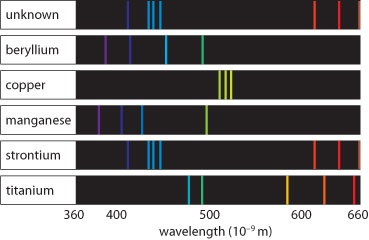 unknown
beryllium
copper
manganese
strontium
titanium
360 400 500 600 660
wavelength (10⁻⁹ m)